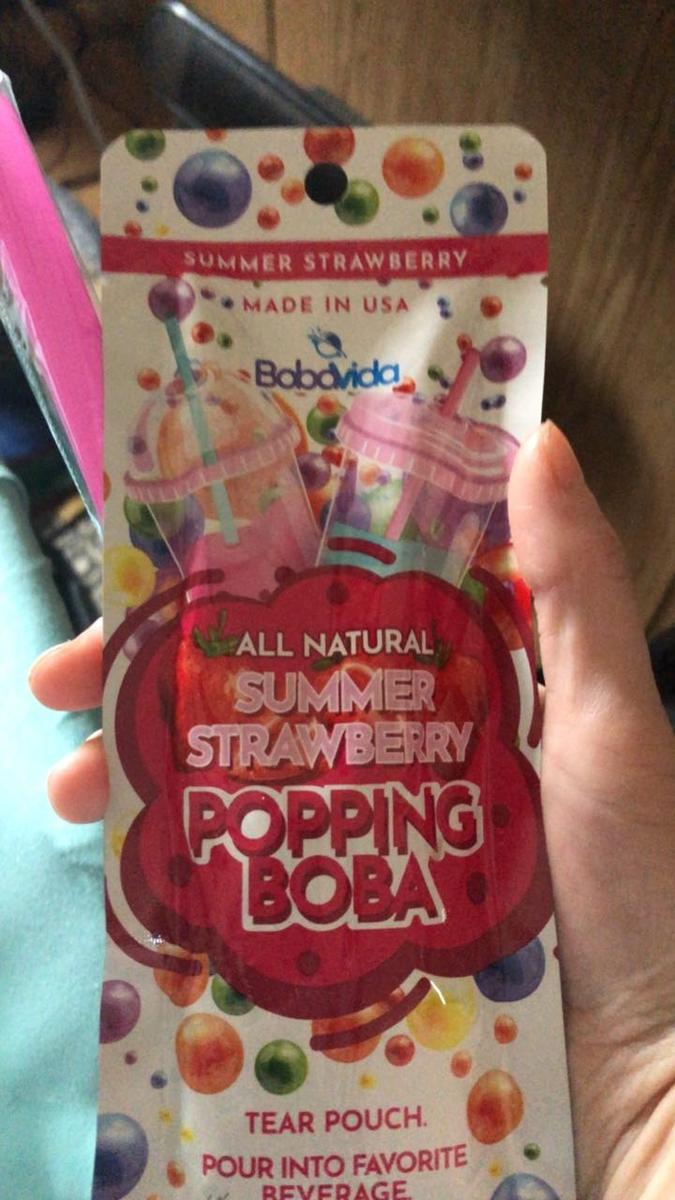 SUMMER STRAWBERRY
MADE IN USA
BobaVida
ALL NATURAL
SUMMER
STRAWBERRY
POPPING
BOBA
TEAR POUCH.
POUR INTO FAVORITE
BEVERAGE.